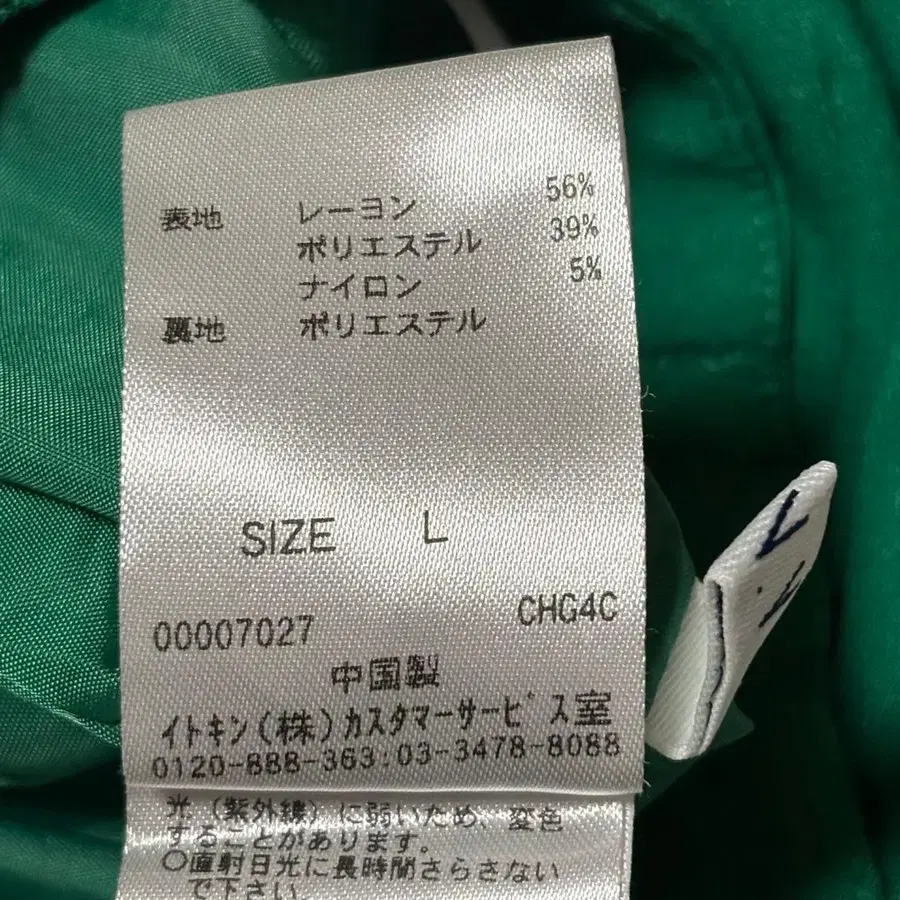 表地 レーヨン 56%
ポリエステル 39%
ナイロン 5%
裏地 ポリエステル
SIZE L
00007027 CHG4C
中国製
イトキン(株)カスタマーサービス室
0120-888-363:03-3478-8088
光(紫外線)に弱いため、変色
することがあります。
○直射日光に長時間さらさない
で下さい